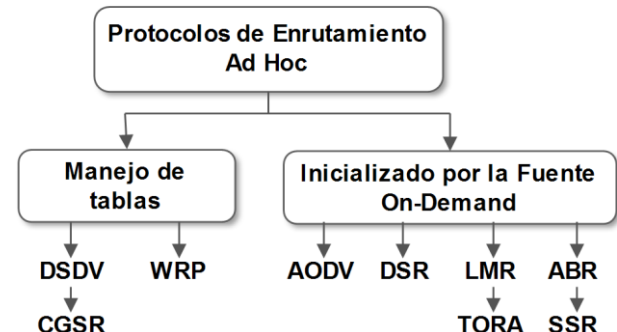 Protocolos de Enrutamiento
Ad Hoc
Manejo de
tablas
Inicializado por la Fuente
On-Demand
DSDV WRP AODV DSR LMR ABR
CGSR TORA SSR